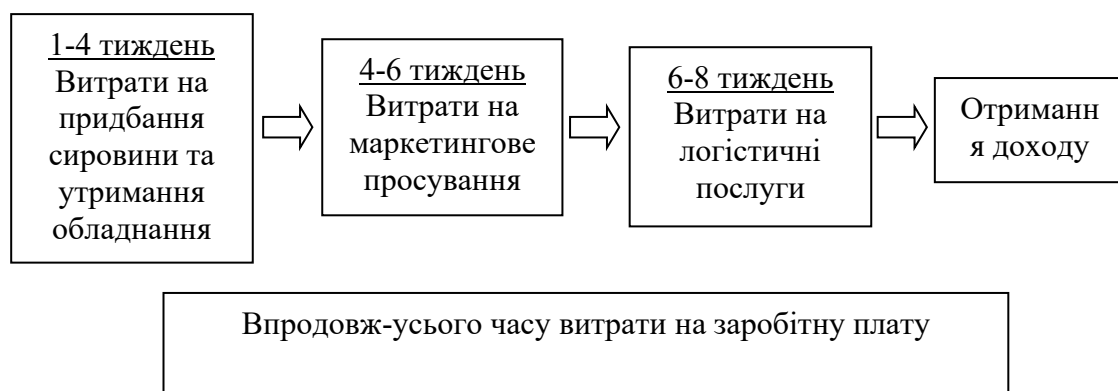 1-4 тиждень
Витрати на
придбання
сировини та
утримання
обладнання
4-6 тиждень
Витрати на
маркетингове
просування
6-8 тиждень
Витрати на
логістичні
послуги
Отриманн
я доходу
Впродовж-усього часу витрати на заробітну плату